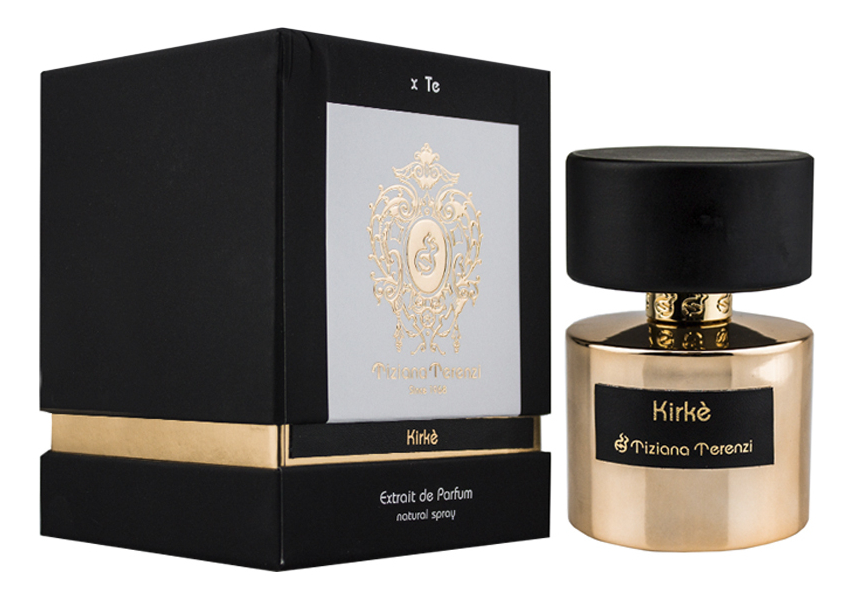 x Te
Tiziana Terenzi
Kirkè
Extrait de Parfum
natural spray
Kirkè
Tiziana Terenzi